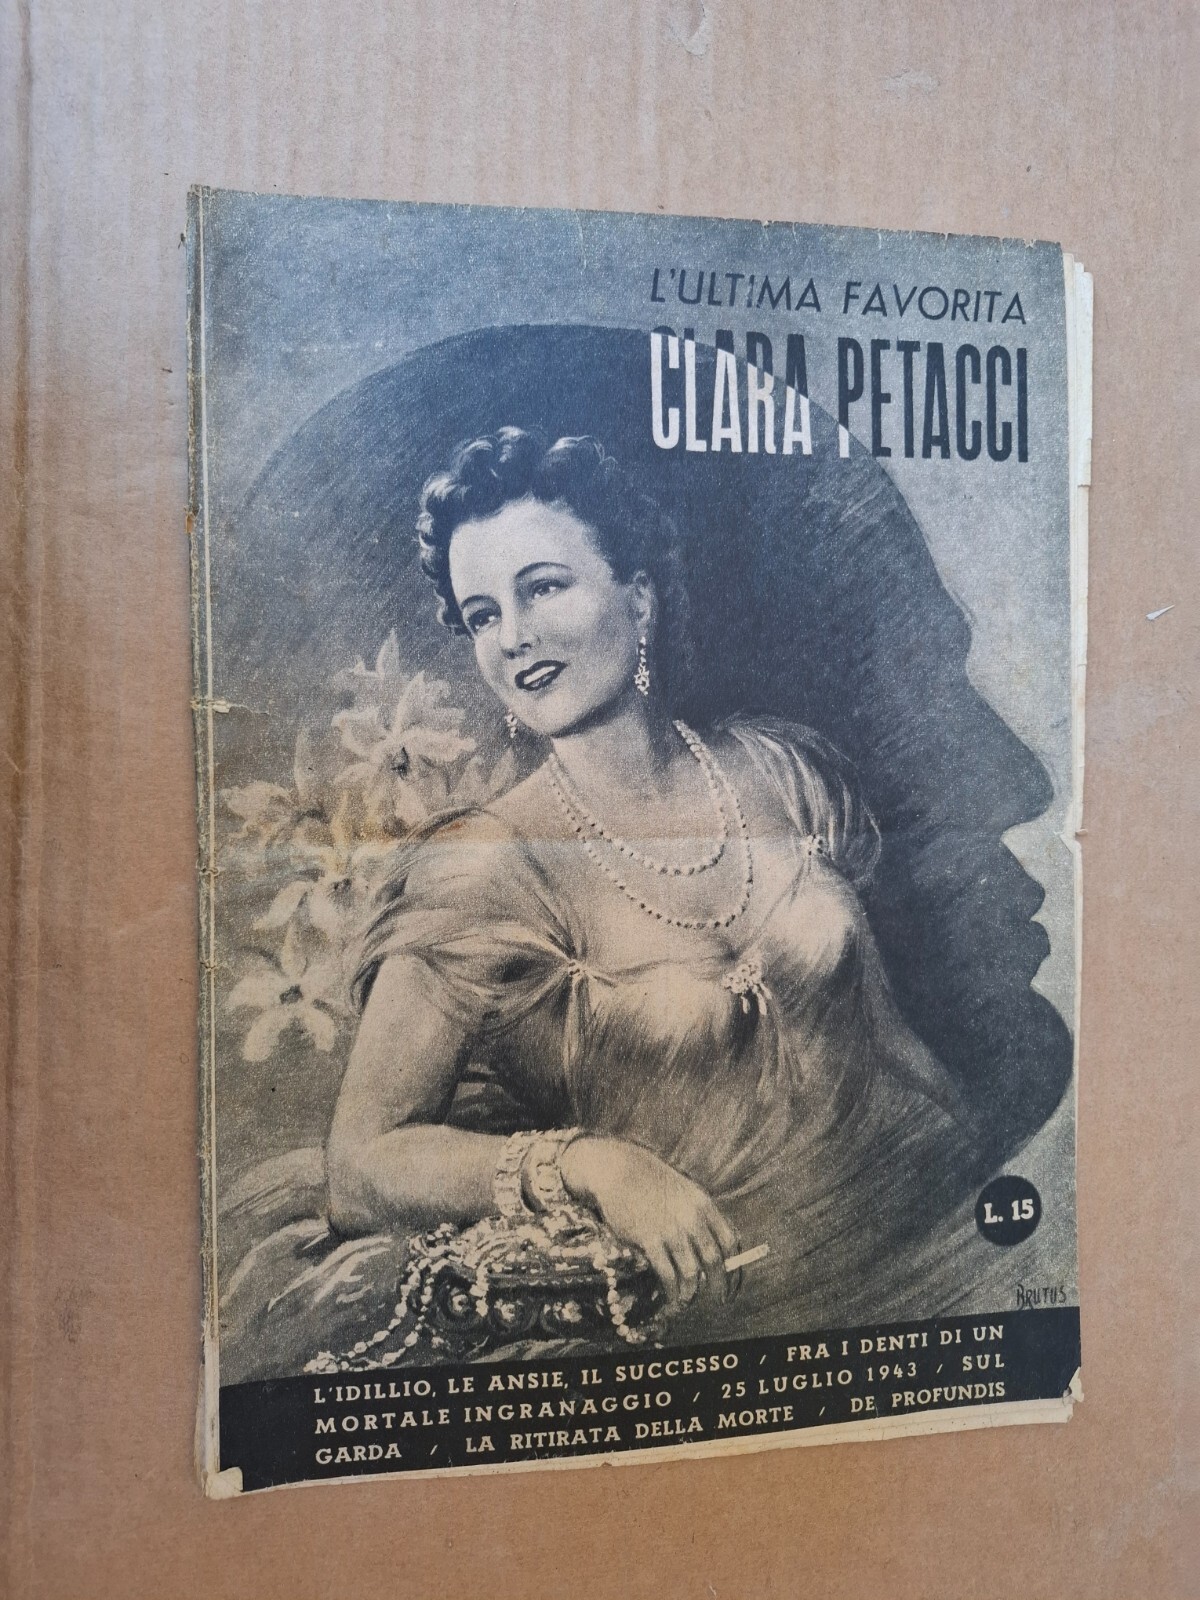 L'ULTIMA FAVORITA
CLARA PETACCI
L. 15
BRUTUS
L'IDILLIO, LE ANSIE, IL SUCCESSO / FRA I DENTI DI UN
MORTALE INGRANAGGIO / 25 LUGLIO 1943 / SUL
GARDA / LA RITIRATA DELLA MORTE / DE PROFUNDIS